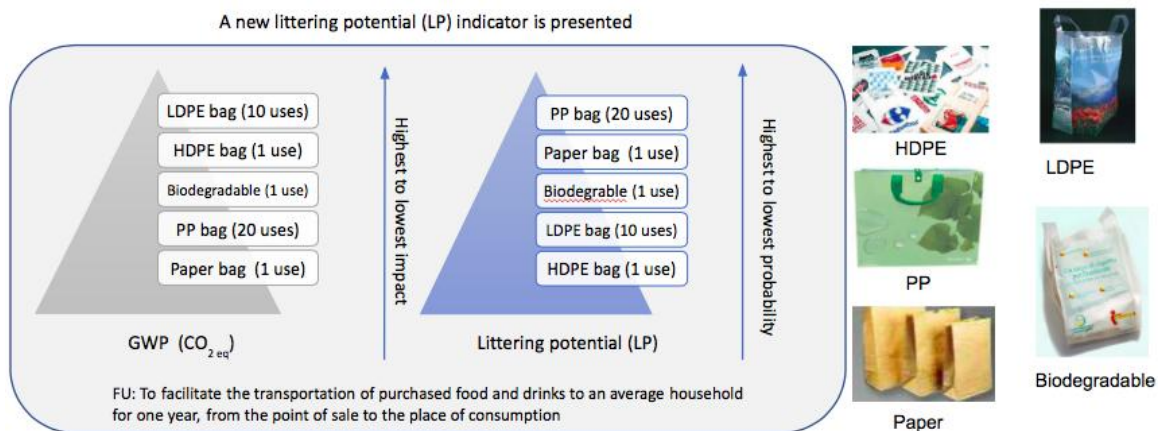 A new littering potential (LP) indicator is presented
LDPE bag (10 uses)
HDPE bag (1 use)
Biodegradable (1 use)
PP bag (20 uses)
Paper bag (1 use)
GWP (CO2 eq)
Highest to lowest impact
PP bag (20 uses)
Paper bag (1 use)
Biodegrable (1 use)
LDPE bag (10 uses)
HDPE bag (1 use)
Littering potential (LP)
Highest to lowest probability
FU: To facilitate the transportation of purchased food and drinks to an average household
for one year, from the point of sale to the place of consumption
HDPE
LDPE
PP
Biodegradable
Paper